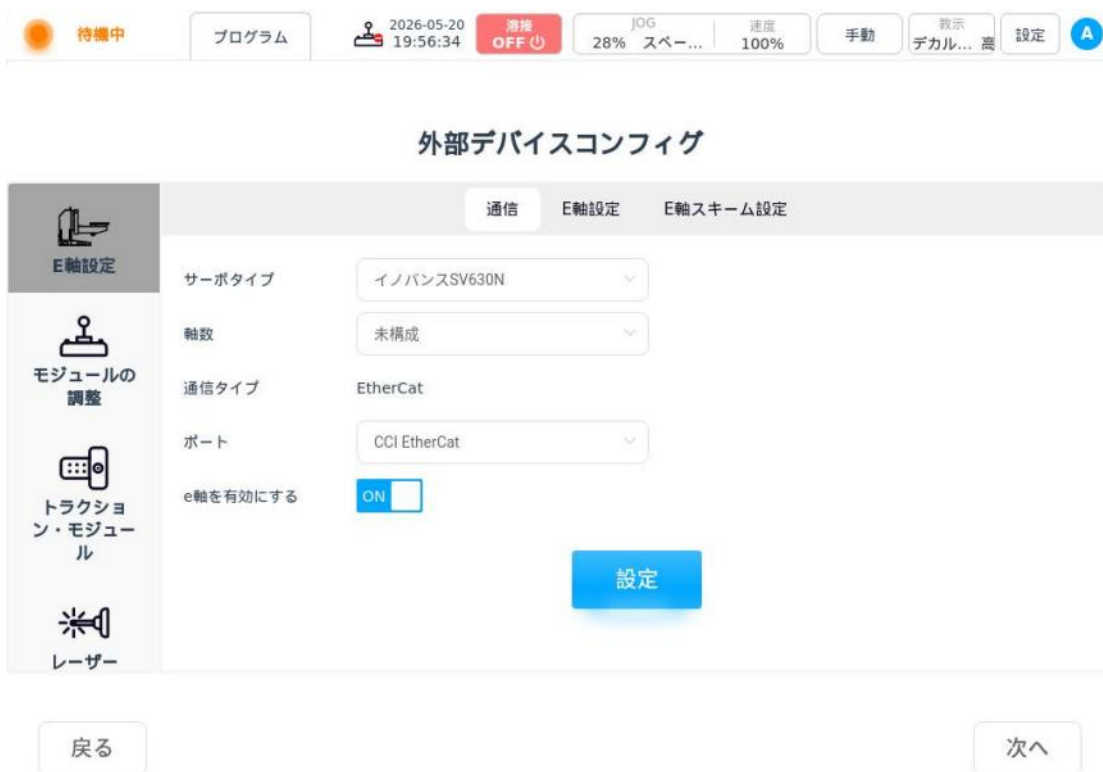 待機中
プログラム
2026-05-20
19:56:34
溶接
OFF
JOG
28% スペー...
速度
100%
手動
教示
デカル... 高
設定
A
外部デバイスコンフィグ
通信 E軸設定 E軸スキーム設定
E軸設定
モジュールの
調整
トラクショ
ン・モジュー
ル
レーザー
サーボタイプ イノバンスSV630N
軸数 未構成
通信タイプ EtherCat
ポート CCI EtherCat
e軸を有効にする ON
設定
戻る
次へ